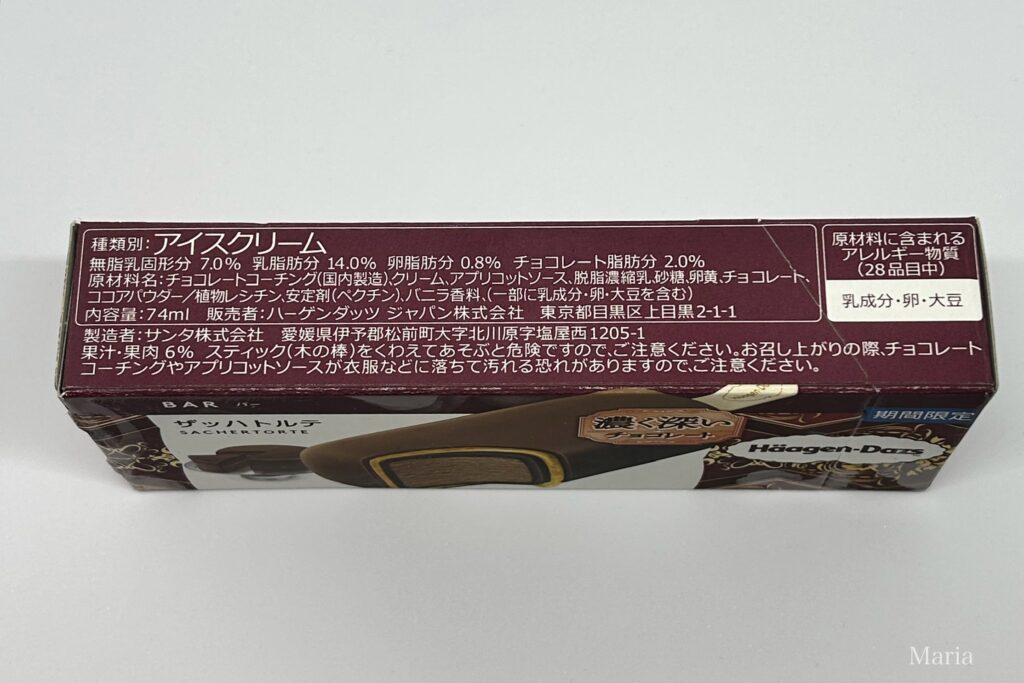 種類別:アイスクリーム
無脂乳固形分 7.0% 乳脂肪分 14.0% 卵脂肪分 0.8% チョコレート脂肪分 2.0%
原材料名:チョコレートコーチング(国内製造)、クリーム、アプリコットソース、脱脂濃縮乳、砂糖、卵黄、チョコレート、
ココアパウダー/植物レシチン、安定剤(ペクチン)、バニラ香料、(一部に乳成分・卵・大豆を含む)
内容量:74ml 販売者:ハーゲンダッツ ジャパン株式会社 東京都目黒区上目黒2-1-1
原材料に含まれる
アレルギー物質
(28品目中)
乳成分・卵・大豆
製造者:サンタ株式会社 愛媛県伊予郡松前町大字北川原字塩屋西1205-1
果汁・果肉 6% スティック(木の棒)をくわえてあそぶと危険ですので、ご注意ください。お召し上がりの際、チョコレート
コーチングやアプリコットソースが衣服などに落ちて汚れる恐れがありますので、ご注意ください。
BAR バー
ザッハトルテ
SACHERTORTE
濃く深い
チョコレート
期間限定
Häagen-Dazs
Maria